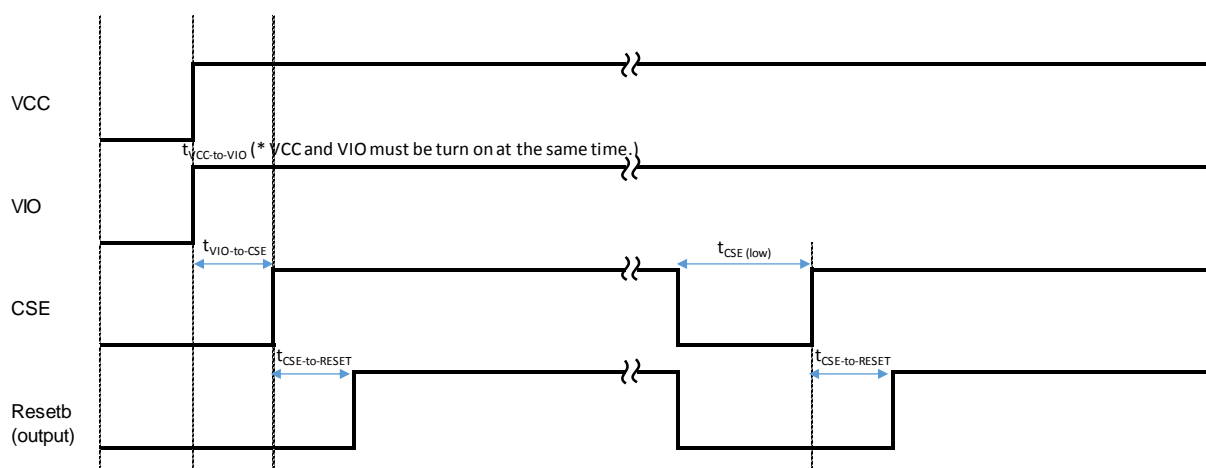 VCC
tVCC-to-VIO (* VCC and VIO must be turn on at the same time.)
VIO
tVIO-to-CSE
tCSE (low)
CSE
tCSE-to-RESET
tCSE-to-RESET
Resetb
(output)